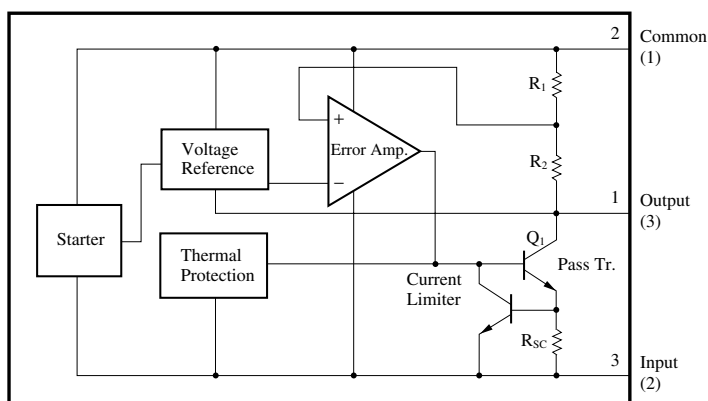 2
Common
(1)
R1
+
Error Amp.
−
R2
Voltage
Reference
1
Output
(3)
Starter
Thermal
Protection
Q1
Pass Tr.
Current
Limiter
RSC
3
Input
(2)